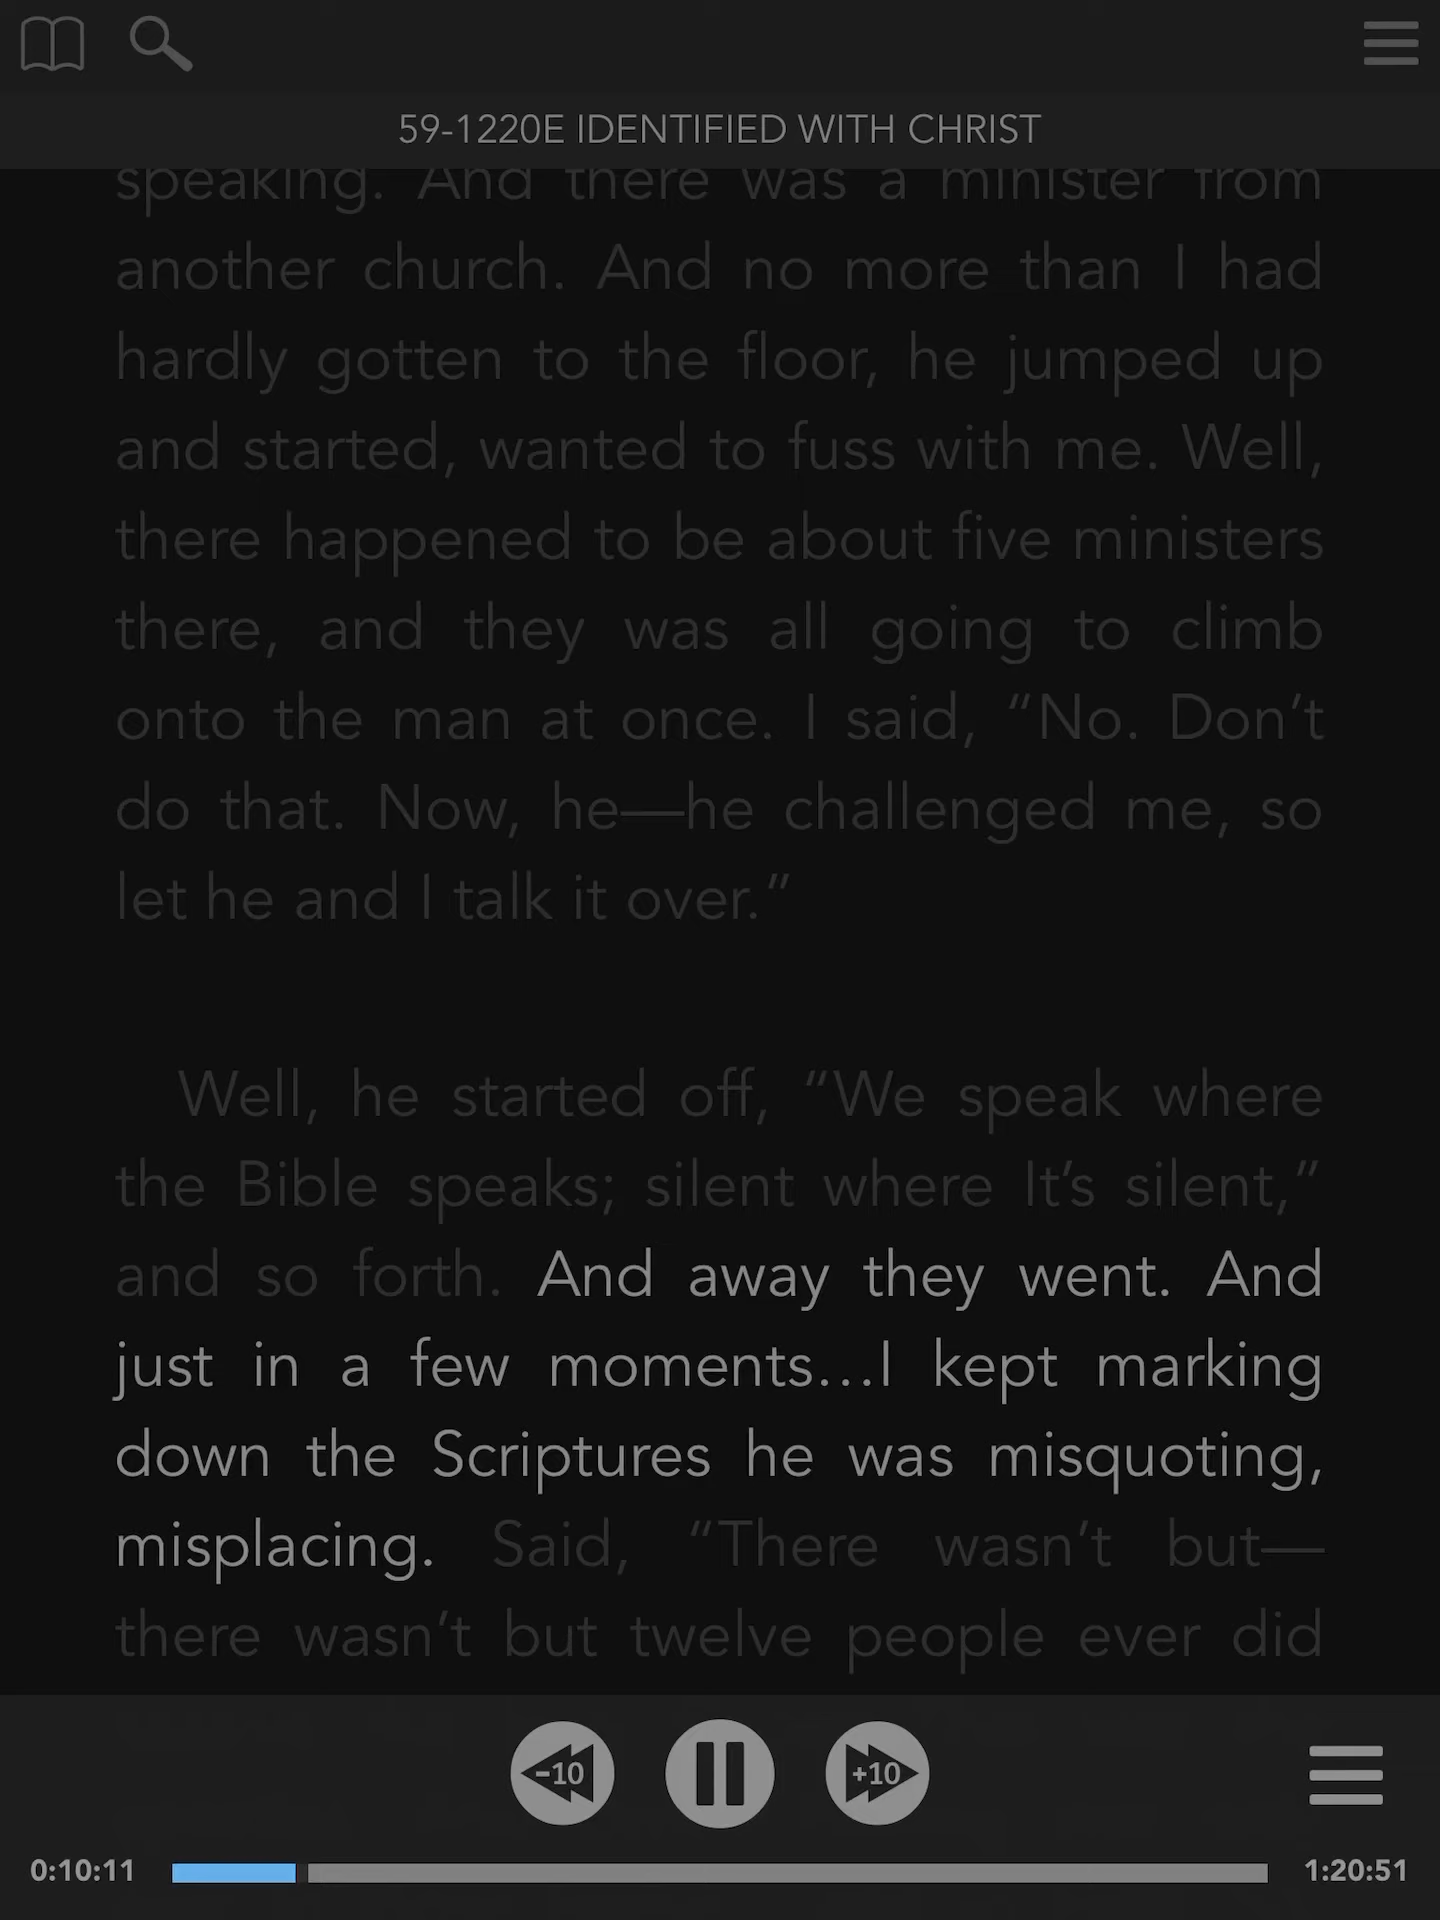 59-1220E IDENTIFIED WITH CHRIST
speaking. And there was a minister from
another church. And no more than I had
hardly gotten to the floor, he jumped up
and started, wanted to fuss with me. Well,
there happened to be about five ministers
there, and they was all going to climb
onto the man at once. I said, “No. Don’t
do that. Now, he—he challenged me, so
let he and I talk it over.”
Well, he started off, “We speak where
the Bible speaks; silent where It’s silent,”
and so forth. And away they went. And
just in a few moments…I kept marking
down the Scriptures he was misquoting,
misplacing. Said, “There wasn’t but—
there wasn’t but twelve people ever did
-10 +10
0:10:11 1:20:51